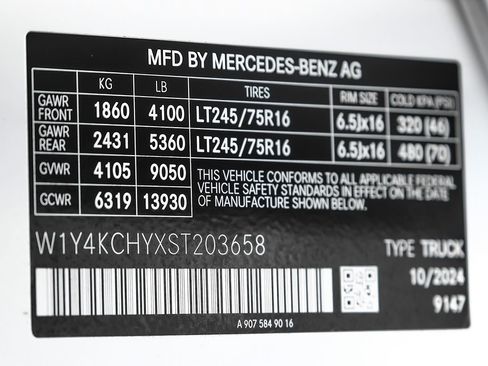 MFD BY MERCEDES-BENZ AG
KG LB TIRES RIM SIZE COLD KPA (PSI)
GAWR FRONT 1860 4100 LT245/75R16 6.5Jx16 320 (46)
GAWR REAR 2431 5360 LT245/75R16 6.5Jx16 480 (70)
GVWR 4105 9050
GCWR 6319 13930
THIS VEHICLE CONFORMS TO ALL APPLICABLE FEDERAL
VEHICLE SAFETY STANDARDS IN EFFECT ON THE DATE
OF MANUFACTURE SHOWN ABOVE.
W1Y4KCHYXST203658
TYPE TRUCK
10/2024
9147
A 907 584 90 16